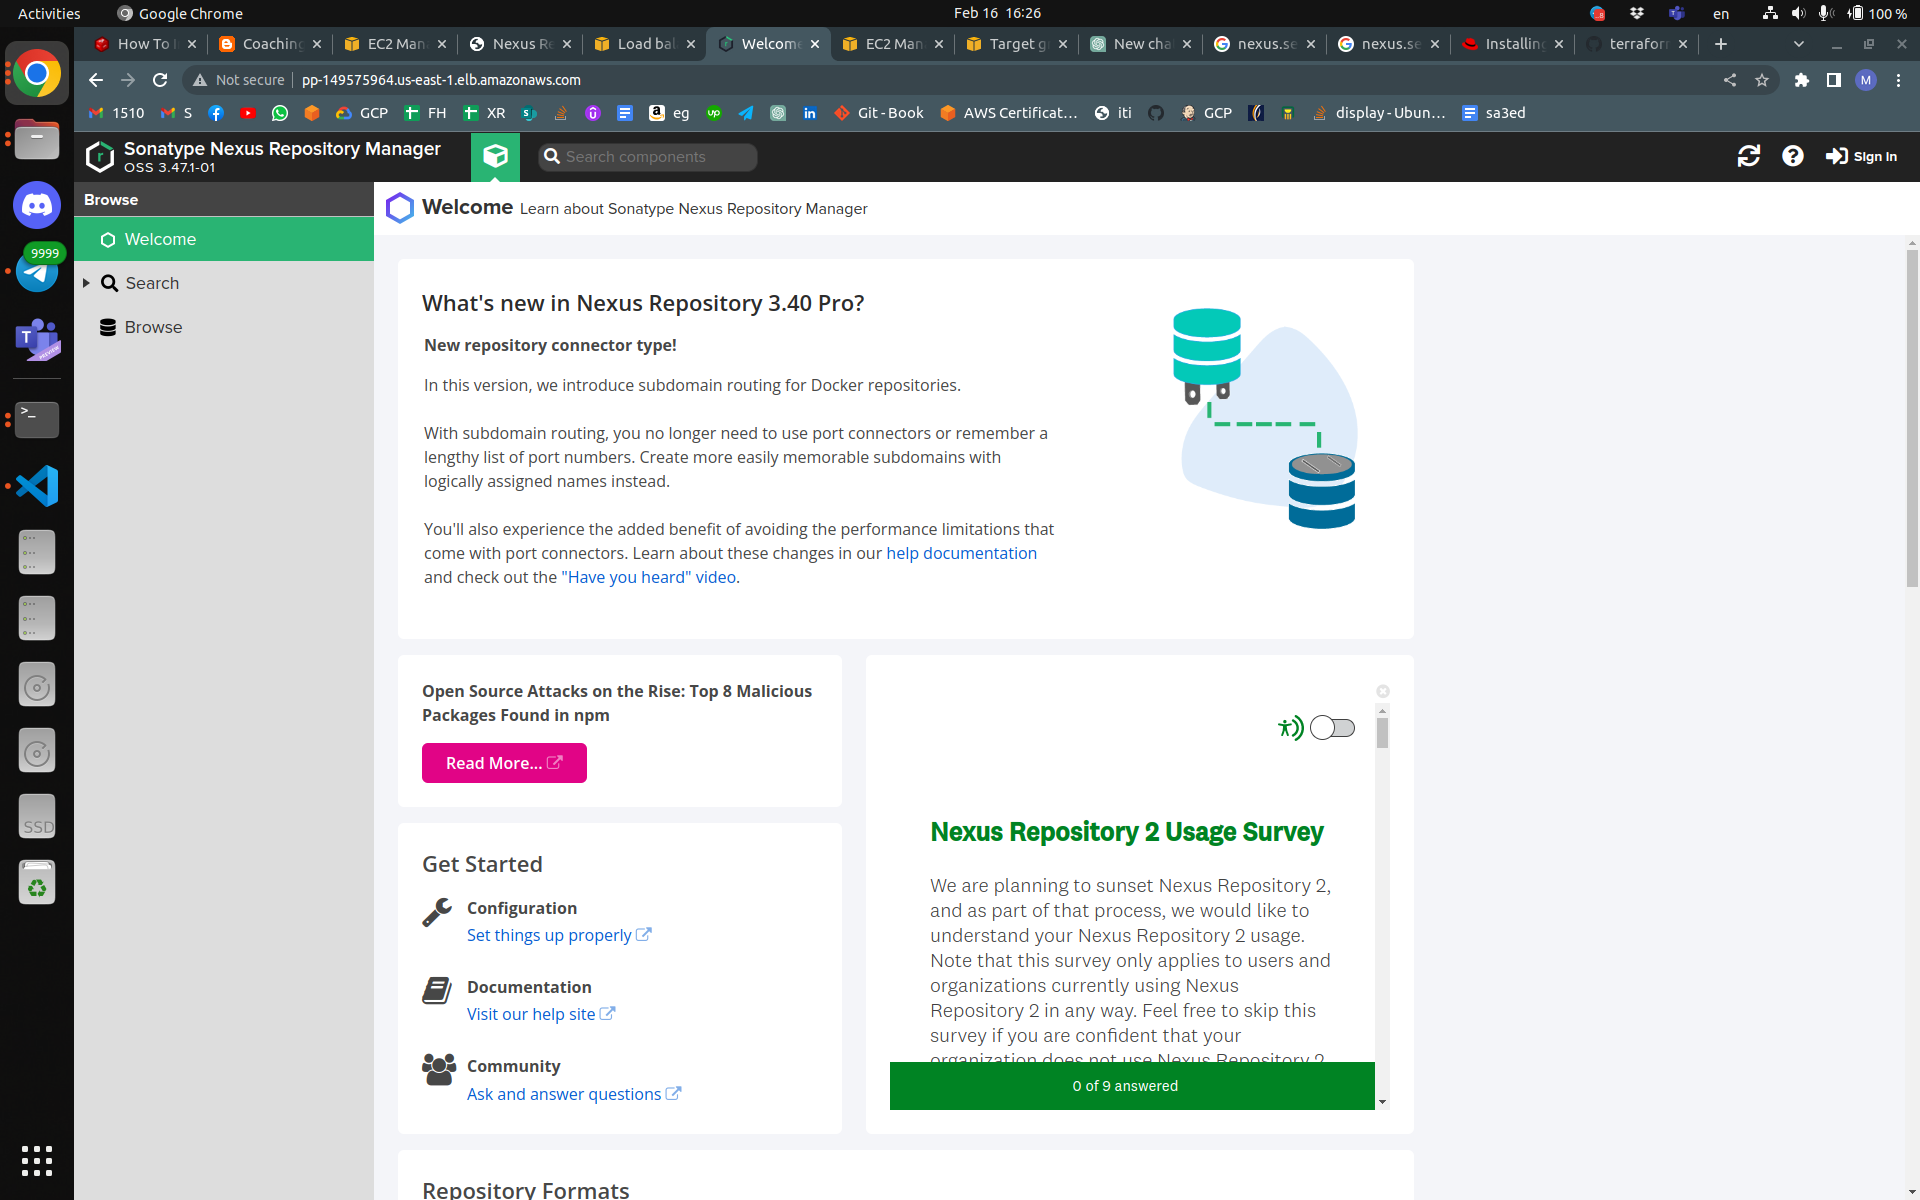 Activities
Google Chrome
Feb 16 16:26
en
100 %
How To I
Coaching
EC2 Man
Nexus Re
Load bal
Welcome
EC2 Man
Target g
New cha
nexus.se
nexus.se
Installing
terrafor
Not secure
pp-149575964.us-east-1.elb.amazonaws.com
M
1510
S
GCP
FH
XR
eg
Git - Book
AWS Certificat…
iti
GCP
display - Ubun…
sa3ed
Sonatype Nexus Repository Manager
OSS 3.47.1-01
Search components
Sign In
Browse
Welcome
Search
Browse
9999
SSD
Welcome Learn about Sonatype Nexus Repository Manager
What's new in Nexus Repository 3.40 Pro?
New repository connector type!
In this version, we introduce subdomain routing for Docker repositories.
With subdomain routing, you no longer need to use port connectors or remember a
lengthy list of port numbers. Create more easily memorable subdomains with
logically assigned names instead.
You'll also experience the added benefit of avoiding the performance limitations that
come with port connectors. Learn about these changes in our help documentation
and check out the "Have you heard" video.
Open Source Attacks on the Rise: Top 8 Malicious
Packages Found in npm
Read More...
Get Started
Configuration
Set things up properly
Documentation
Visit our help site
Community
Ask and answer questions
Nexus Repository 2 Usage Survey
We are planning to sunset Nexus Repository 2,
and as part of that process, we would like to
understand your Nexus Repository 2 usage.
Note that this survey only applies to users and
organizations currently using Nexus
Repository 2 in any way. Feel free to skip this
survey if you are confident that your
organization does not use Nexus Repository 2
0 of 9 answered
Repository Formats